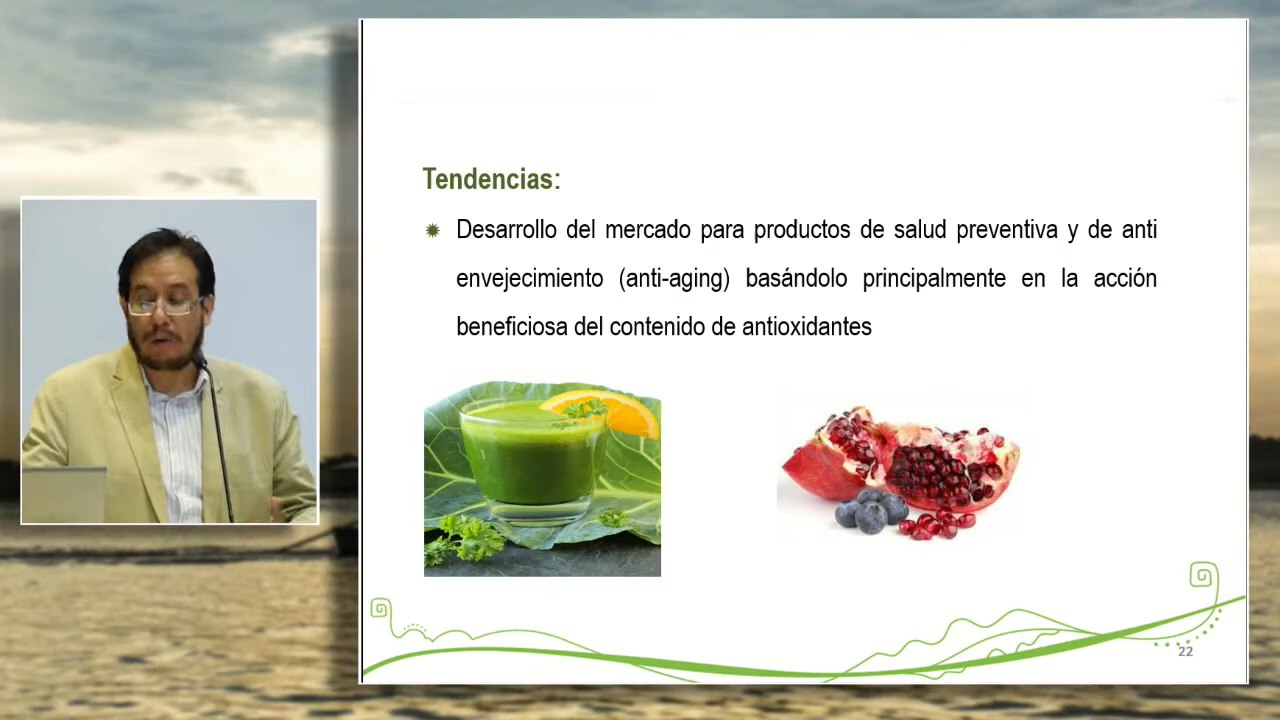 Tendencias:
Desarrollo del mercado para productos de salud preventiva y de anti
envejecimiento (anti-aging) basándolo principalmente en la acción
beneficiosa del contenido de antioxidantes
22